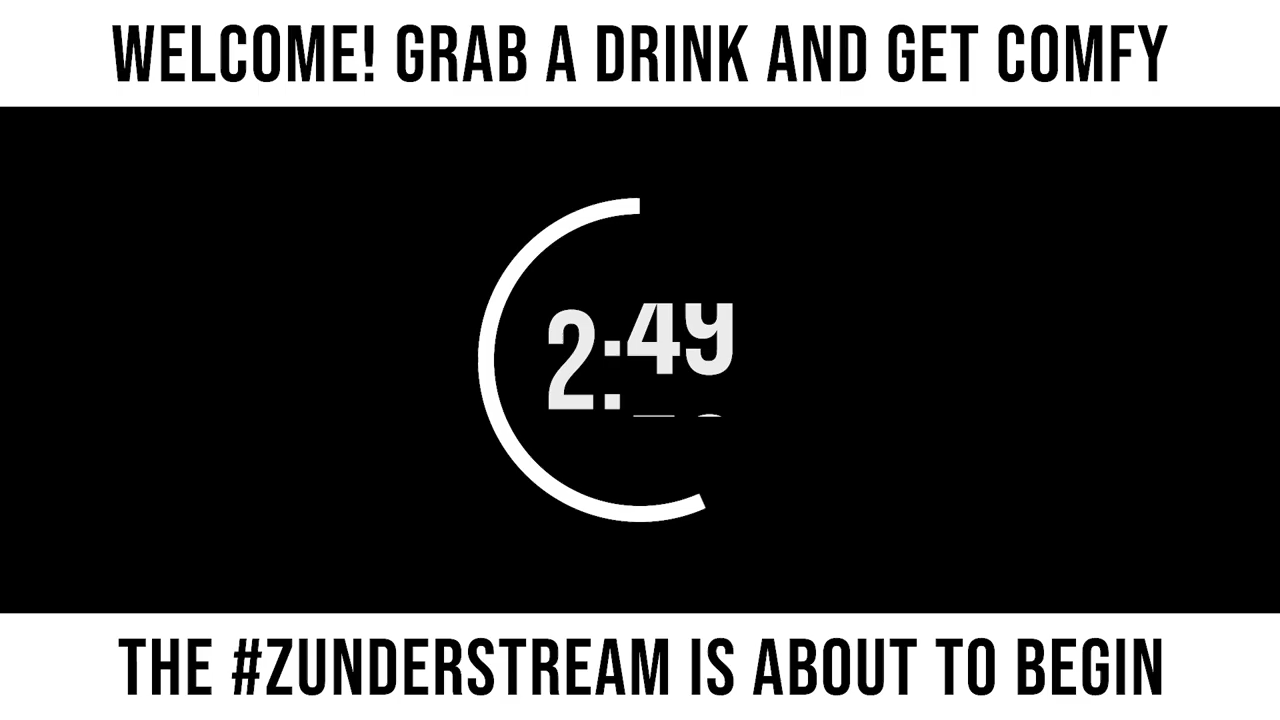 WELCOME! GRAB A DRINK AND GET COMFY
2:49
THE #ZUNDERSTREAM IS ABOUT TO BEGIN